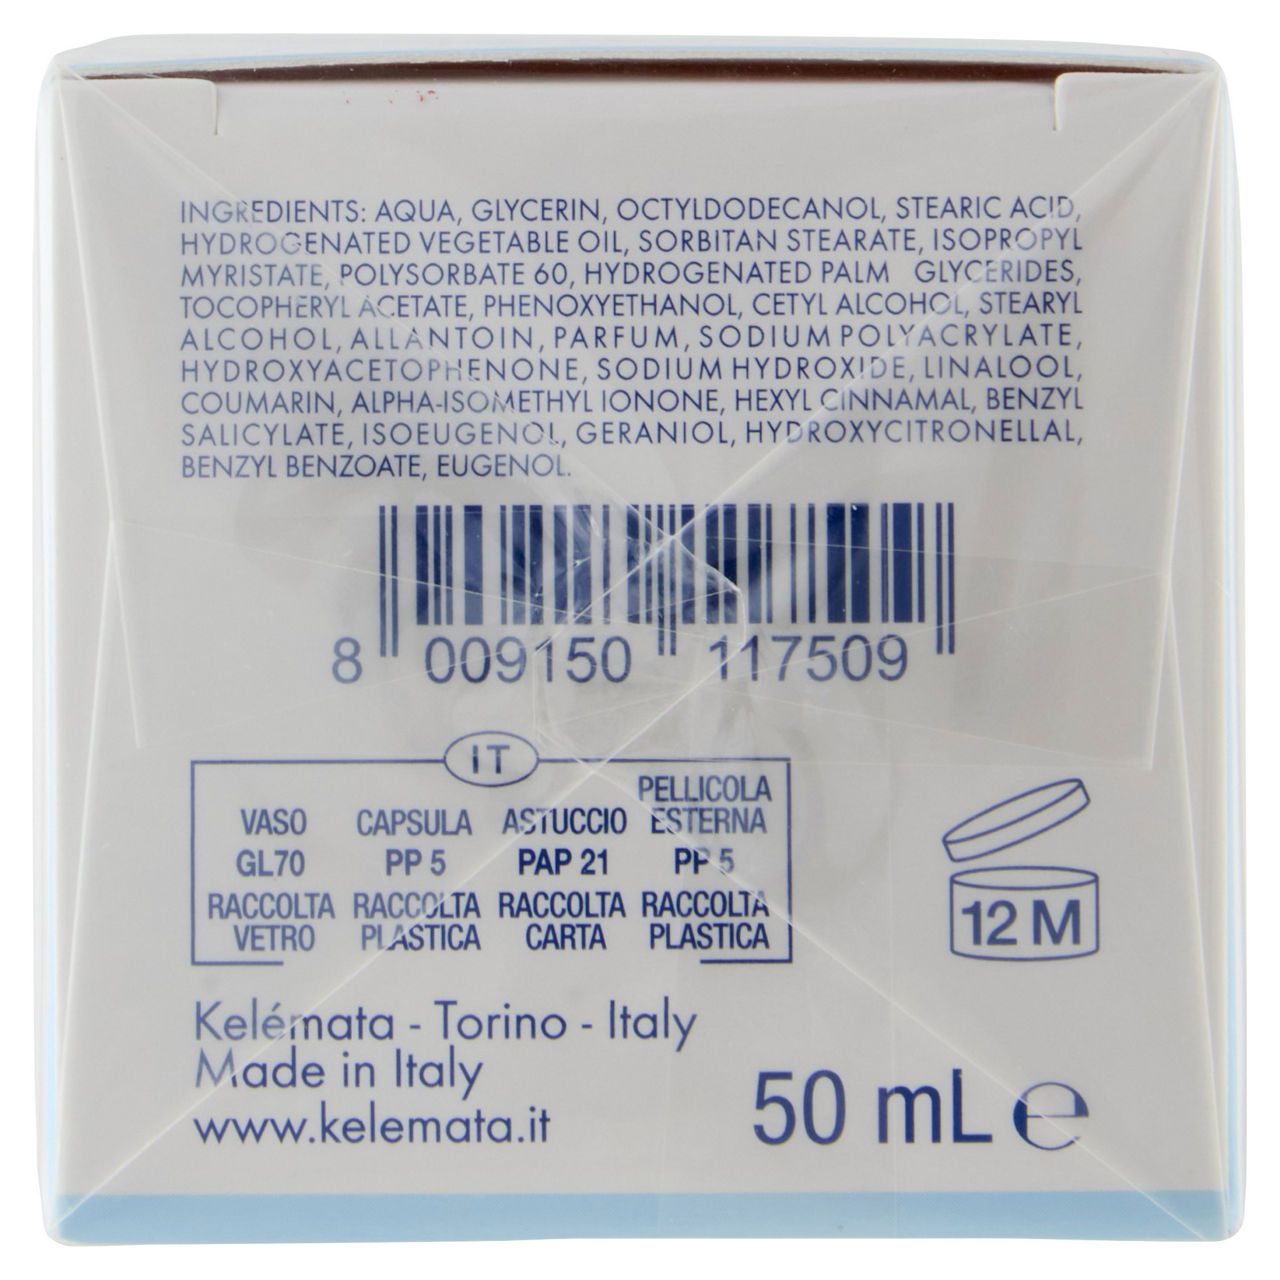 INGREDIENTS: AQUA, GLYCERIN, OCTYLDODECANOL, STEARIC ACID,
HYDROGENATED VEGETABLE OIL, SORBITAN STEARATE, ISOPROPYL
MYRISTATE, POLYSORBATE 60, HYDROGENATED PALM GLYCERIDES,
TOCOPHERYL ACETATE, PHENOXYETHANOL, CETYL ALCOHOL, STEARYL
ALCOHOL, ALLANTOIN, PARFUM, SODIUM POLYACRYLATE,
HYDROXYACETOPHENONE, SODIUM HYDROXIDE, LINALOOL,
COUMARIN, ALPHA-ISOMETHYL IONONE, HEXYL CINNAMAL, BENZYL
SALICYLATE, ISOEUGENOL, GERANIOL, HYDROXYCITRONELLAL,
BENZYL BENZOATE, EUGENOL.
8 009150 117509
IT
VASO
GL70
RACCOLTA
VETRO
CAPSULA
PP 5
RACCOLTA
PLASTICA
ASTUCCIO
PAP 21
RACCOLTA
CARTA
PELLICOLA
ESTERNA
PP 5
RACCOLTA
PLASTICA
12 M
Kelémata - Torino - Italy
Made in Italy
www.kelemata.it
50 mL ℮